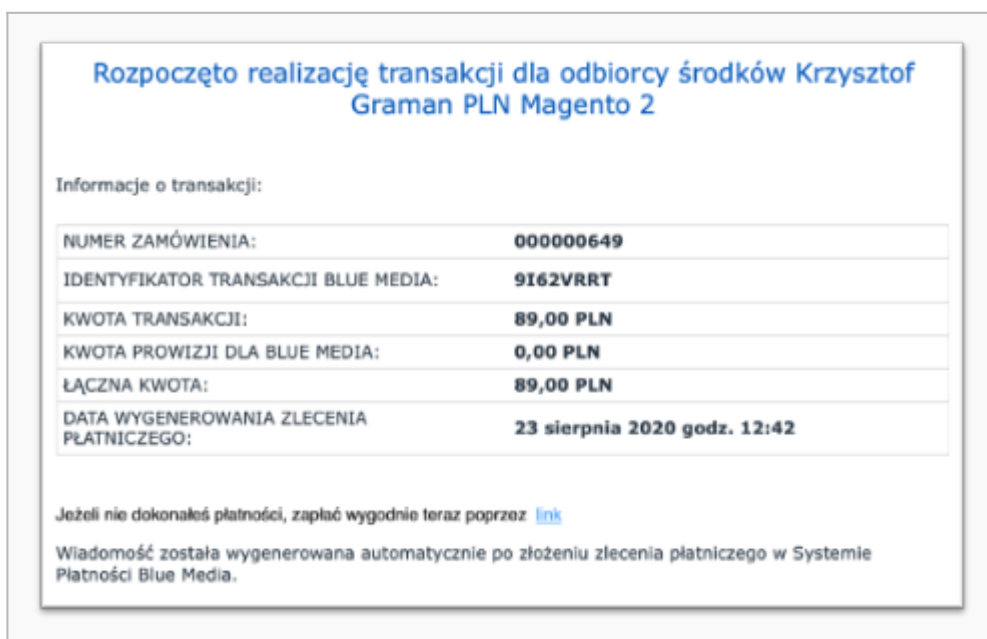 Rozpoczęto realizację transakcji dla odbiorcy środków Krzysztof
Graman PLN Magento 2
Informacje o transakcji:
NUMER ZAMÓWIENIA: 000000649
IDENTYFIKATOR TRANSAKCJI BLUE MEDIA: 9I62VRRT
KWOTA TRANSAKCJI: 89,00 PLN
KWOTA PROWIZJI DLA BLUE MEDIA: 0,00 PLN
ŁĄCZNA KWOTA: 89,00 PLN
DATA WYGENEROWANIA ZLECENIA
PŁATNICZEGO: 23 sierpnia 2020 godz. 12:42
Jeżeli nie dokonałeś płatności, zapłać wygodnie teraz poprzez link
Wiadomość została wygenerowana automatycznie po złożeniu zlecenia płatniczego w Systemie
Płatności Blue Media.